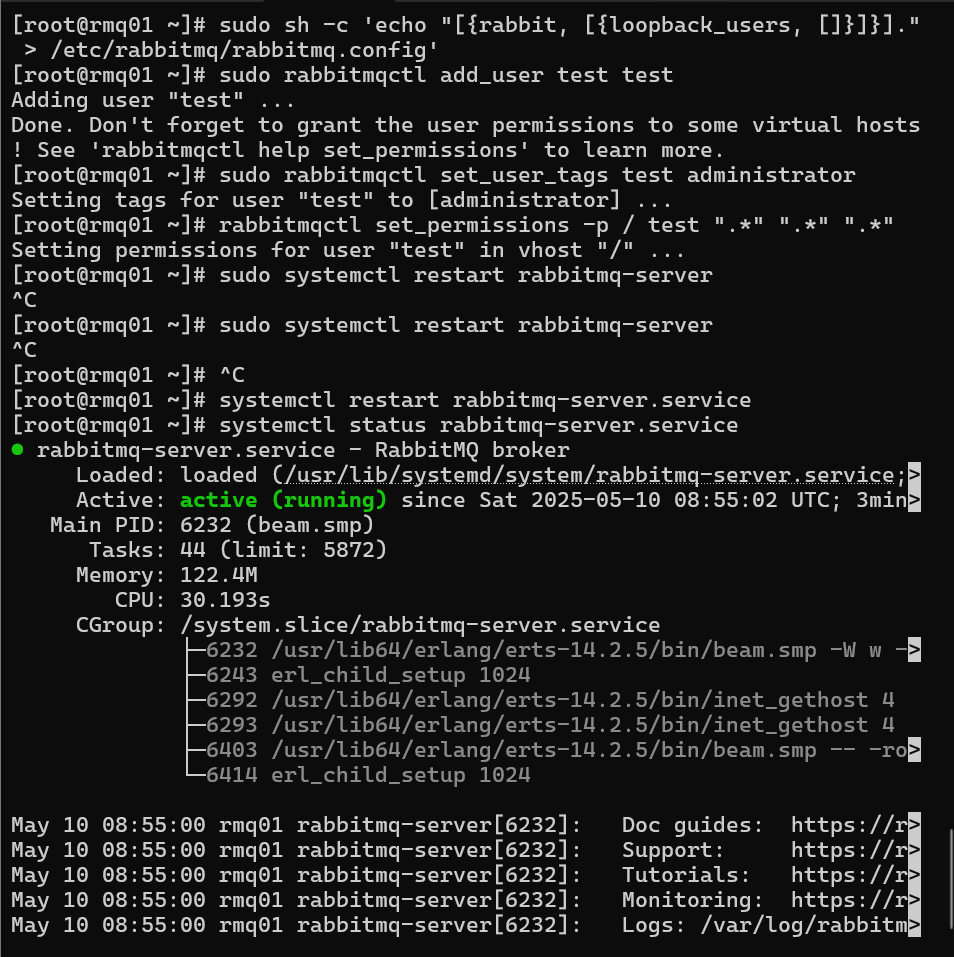 [root@rmq01 ~]# sudo sh -c 'echo "[{rabbit, [{loopback_users, []}]}]."
 > /etc/rabbitmq/rabbitmq.config'
[root@rmq01 ~]# sudo rabbitmqctl add_user test test
Adding user "test" ...
Done. Don't forget to grant the user permissions to some virtual hosts
! See 'rabbitmqctl help set_permissions' to learn more.
[root@rmq01 ~]# sudo rabbitmqctl set_user_tags test administrator
Setting tags for user "test" to [administrator] ...
[root@rmq01 ~]# rabbitmqctl set_permissions -p / test ".*" ".*" ".*"
Setting permissions for user "test" in vhost "/" ...
[root@rmq01 ~]# sudo systemctl restart rabbitmq-server
^C
[root@rmq01 ~]# sudo systemctl restart rabbitmq-server
^C
[root@rmq01 ~]# ^C
[root@rmq01 ~]# systemctl restart rabbitmq-server.service
[root@rmq01 ~]# systemctl status rabbitmq-server.service
● rabbitmq-server.service - RabbitMQ broker
     Loaded: loaded (/usr/lib/systemd/system/rabbitmq-server.service;>
     Active: active (running) since Sat 2025-05-10 08:55:02 UTC; 3min>
   Main PID: 6232 (beam.smp)
      Tasks: 44 (limit: 5872)
     Memory: 122.4M
        CPU: 30.193s
     CGroup: /system.slice/rabbitmq-server.service
             ├─6232 /usr/lib64/erlang/erts-14.2.5/bin/beam.smp -W w ->
             ├─6243 erl_child_setup 1024
             ├─6292 /usr/lib64/erlang/erts-14.2.5/bin/inet_gethost 4
             ├─6293 /usr/lib64/erlang/erts-14.2.5/bin/inet_gethost 4
             ├─6403 /usr/lib64/erlang/erts-14.2.5/bin/beam.smp -- -ro>
             └─6414 erl_child_setup 1024
May 10 08:55:00 rmq01 rabbitmq-server[6232]:   Doc guides:  https://r>
May 10 08:55:00 rmq01 rabbitmq-server[6232]:   Support:     https://r>
May 10 08:55:00 rmq01 rabbitmq-server[6232]:   Tutorials:   https://r>
May 10 08:55:00 rmq01 rabbitmq-server[6232]:   Monitoring:  https://r>
May 10 08:55:00 rmq01 rabbitmq-server[6232]:   Logs: /var/log/rabbitm>